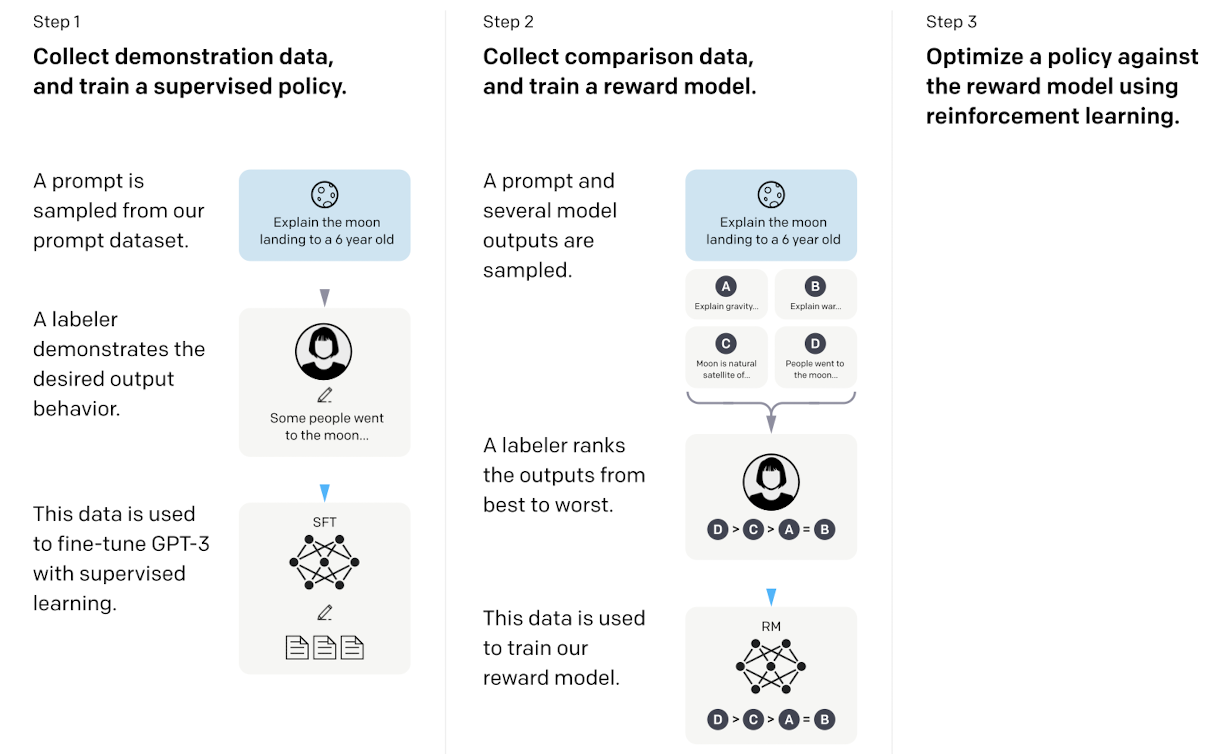 Step 1
Collect demonstration data,
and train a supervised policy.
A prompt is
sampled from our
prompt dataset.
Explain the moon
landing to a 6 year old
A labeler
demonstrates the
desired output
behavior.
Some people went
to the moon...
This data is used
to fine-tune GPT-3
with supervised
learning.
SFT
Step 2
Collect comparison data,
and train a reward model.
A prompt and
several model
outputs are
sampled.
Explain the moon
landing to a 6 year old
A
Explain gravity...
B
Explain war...
C
Moon is natural
satellite of...
D
People went to
the moon...
A labeler ranks
the outputs from
best to worst.
D > C > A = B
This data is used
to train our
reward model.
RM
D > C > A = B
Step 3
Optimize a policy against
the reward model using
reinforcement learning.